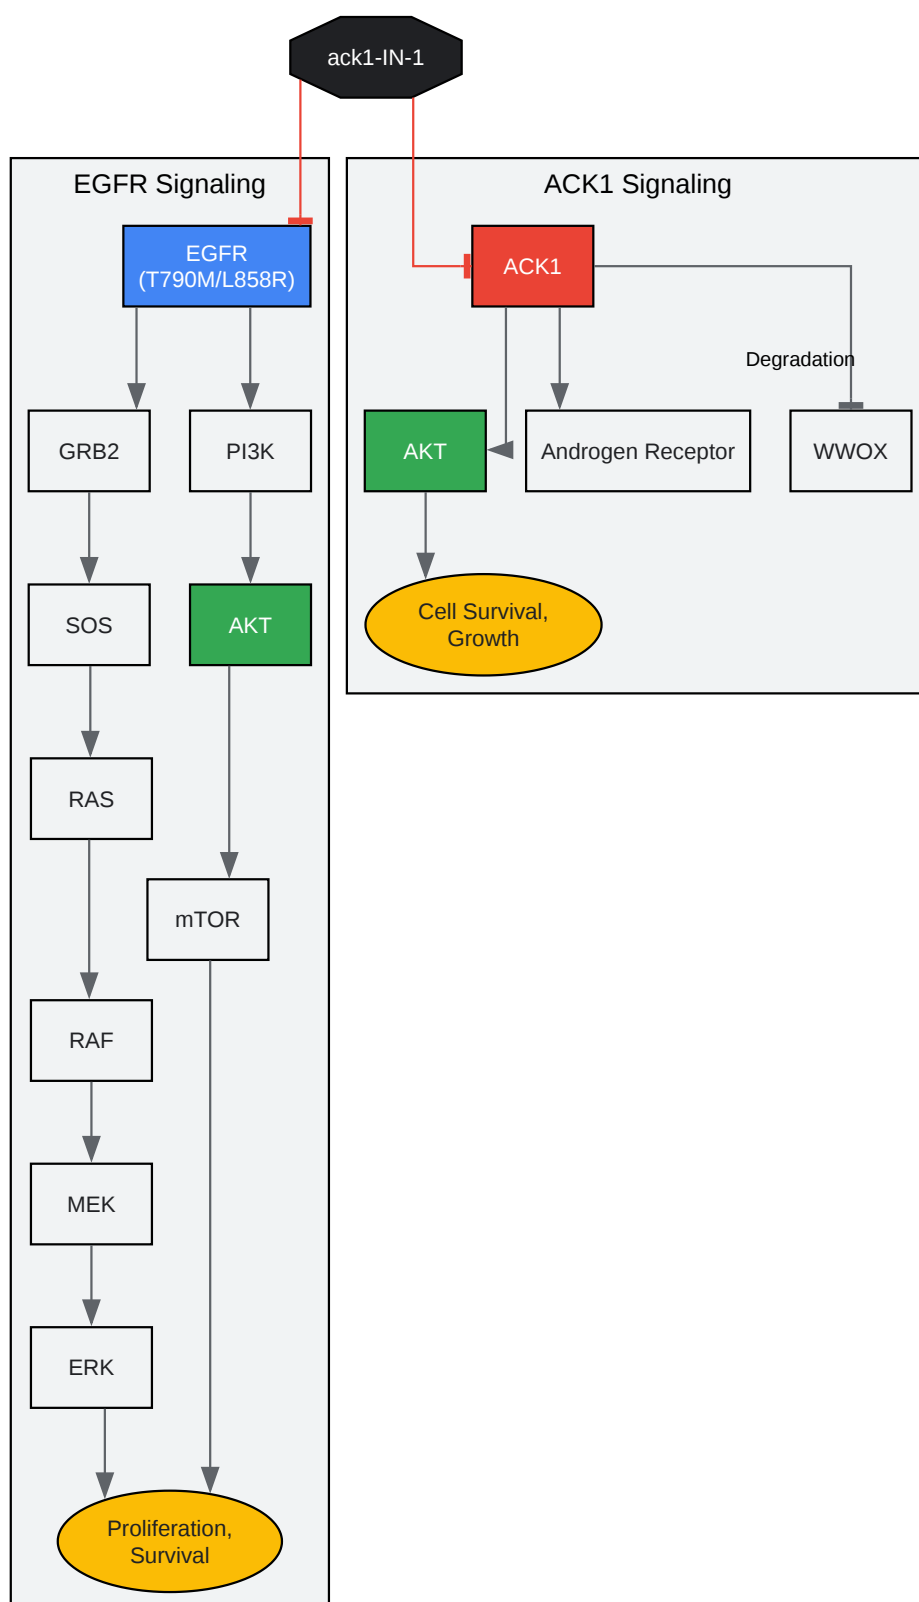 ack1-IN-1
EGFR Signaling
EGFR
(T790M/L858R)
GRB2
PI3K
SOS
AKT
RAS
mTOR
RAF
MEK
ERK
Proliferation,
Survival
ACK1 Signaling
ACK1
Degradation
AKT
Androgen Receptor
WWOX
Cell Survival,
Growth